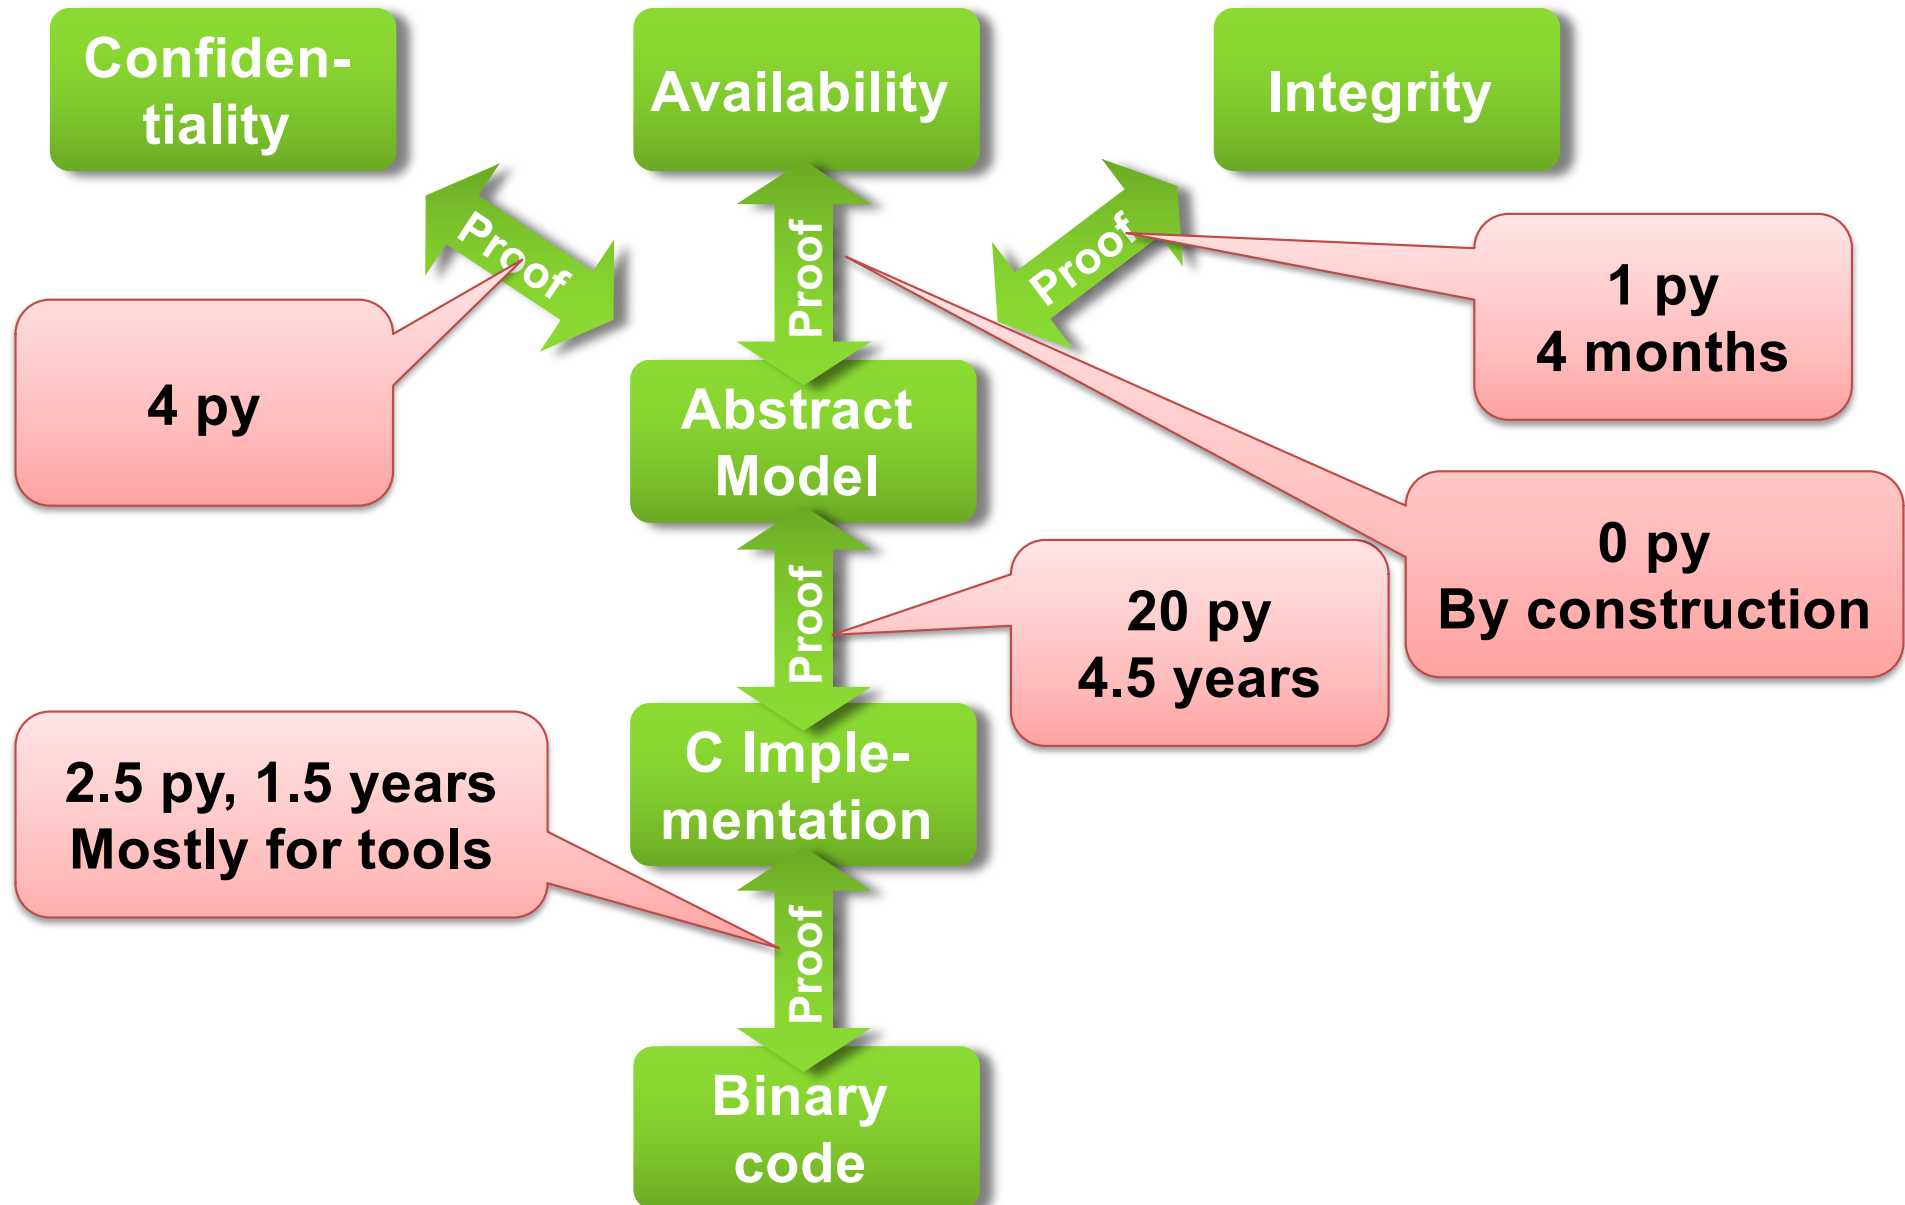 Confiden-
tiality
Availability
Integrity
Proof
Proof
Proof
1 py
4 months
4 py
Abstract
Model
0 py
By construction
Proof
20 py
4.5 years
C Imple-
mentation
2.5 py, 1.5 years
Mostly for tools
Proof
Binary
code